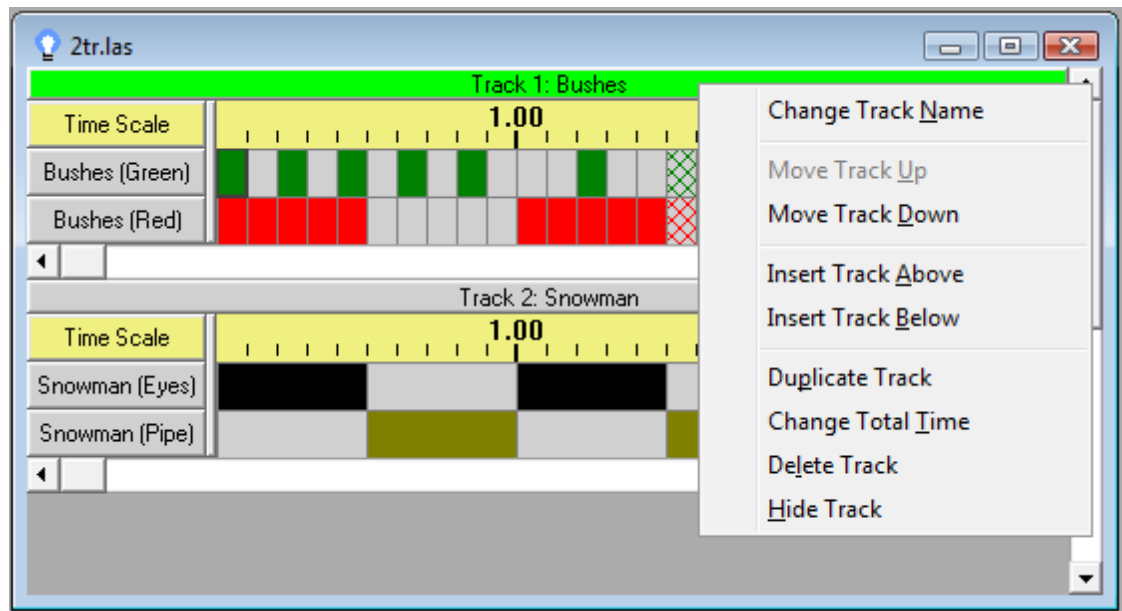 2tr.las
Track 1: Bushes
Time Scale
1.00
Bushes (Green)
Bushes (Red)
Track 2: Snowman
Time Scale
1.00
Snowman (Eyes)
Snowman (Pipe)
Change Track Name
Move Track Up
Move Track Down
Insert Track Above
Insert Track Below
Duplicate Track
Change Total Time
Delete Track
Hide Track